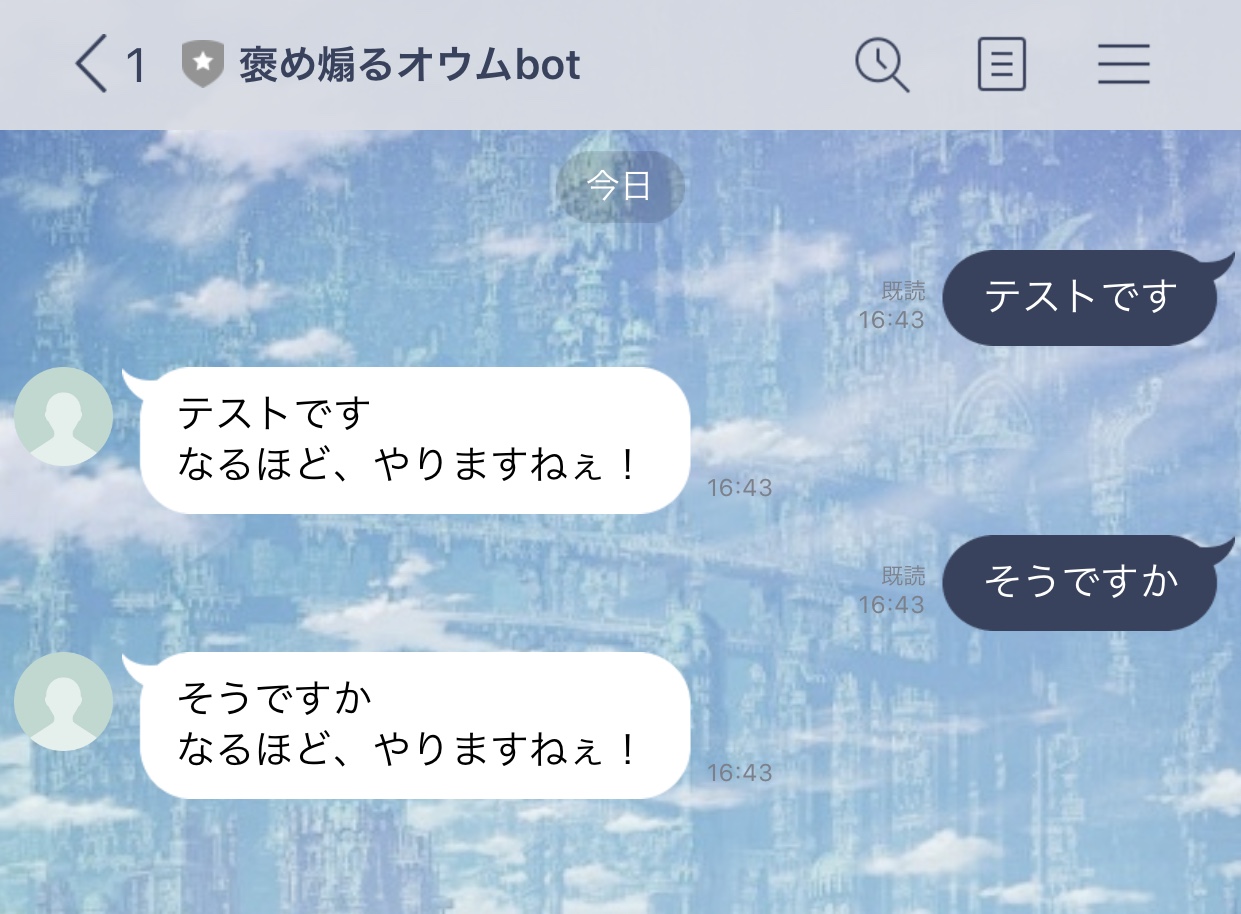 1 褒め煽るオウムbot
今日
テストです
既読
16:43
テストです
なるほど、やりますねぇ！
16:43
そうですか
既読
16:43
そうですか
なるほど、やりますねぇ！
16:43